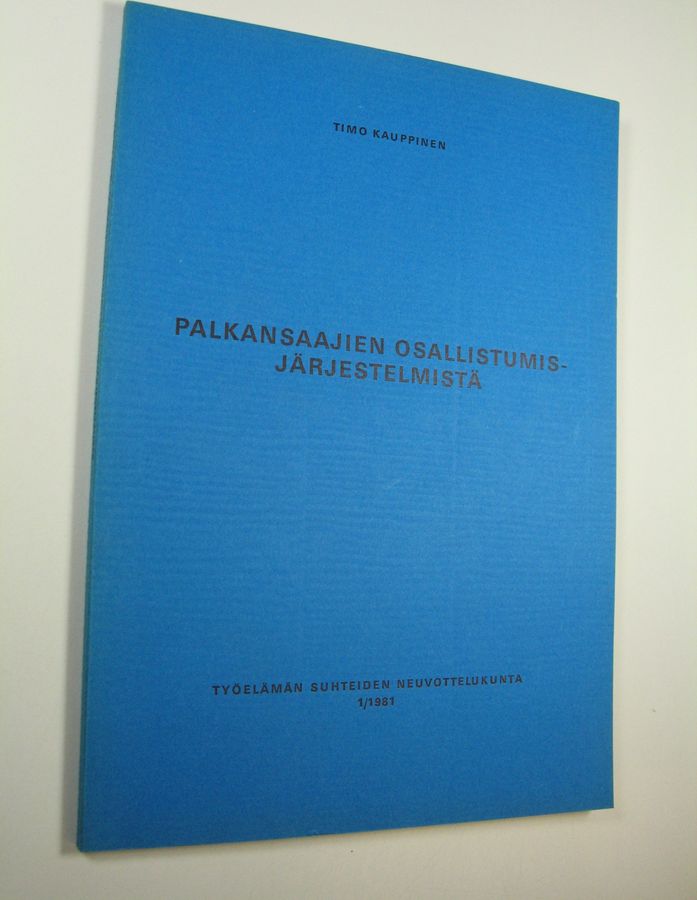 TIMO KAUPPINEN
PALKANSAAJIEN OSALLISTUMIS-
JÄRJESTELMISTÄ
TYÖELÄMÄN SUHTEIDEN NEUVOTTELUKUNTA
1/1981